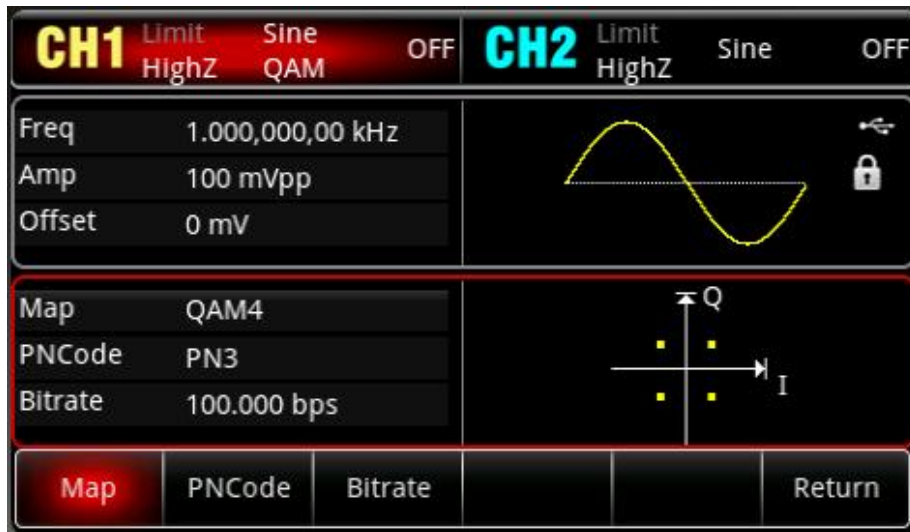 CH1 Limit Sine OFF
HighZ QAM
CH2 Limit Sine OFF
HighZ
Freq 1.000,000,00 kHz
Amp 100 mVpp
Offset 0 mV
Map QAM4
PNCode PN3
Bitrate 100.000 bps
Q
I
Map PNCode Bitrate Return